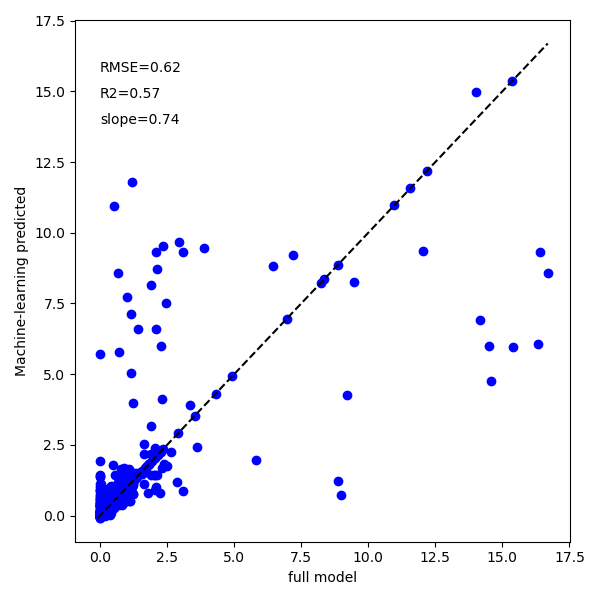 17.5
RMSE=0.62
R2=0.57
15.0
slope=0.74
12.5
10.0
Machine-learning predicted
7.5
5.0
2.5
0.0
0.0 2.5 5.0 7.5 10.0 12.5 15.0 17.5
full model